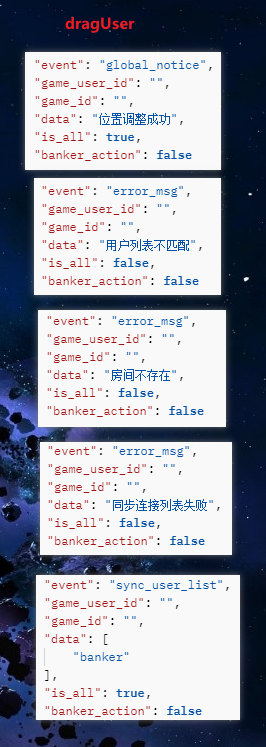 dragUser
"event": "global_notice",
"game_user_id": "",
"game_id": "",
"data": "位置调整成功",
"is_all": true,
"banker_action": false
"event": "error_msg",
"game_user_id": "",
"game_id": "",
"data": "用户列表不匹配",
"is_all": false,
"banker_action": false
"event": "error_msg",
"game_user_id": "",
"game_id": "",
"data": "房间不存在",
"is_all": false,
"banker_action": false
"event": "error_msg",
"game_user_id": "",
"game_id": "",
"data": "同步连接列表失败",
"is_all": false,
"banker_action": false
"event": "sync_user_list",
"game_user_id": "",
"game_id": "",
"data": [
"banker"
],
"is_all": true,
"banker_action": false